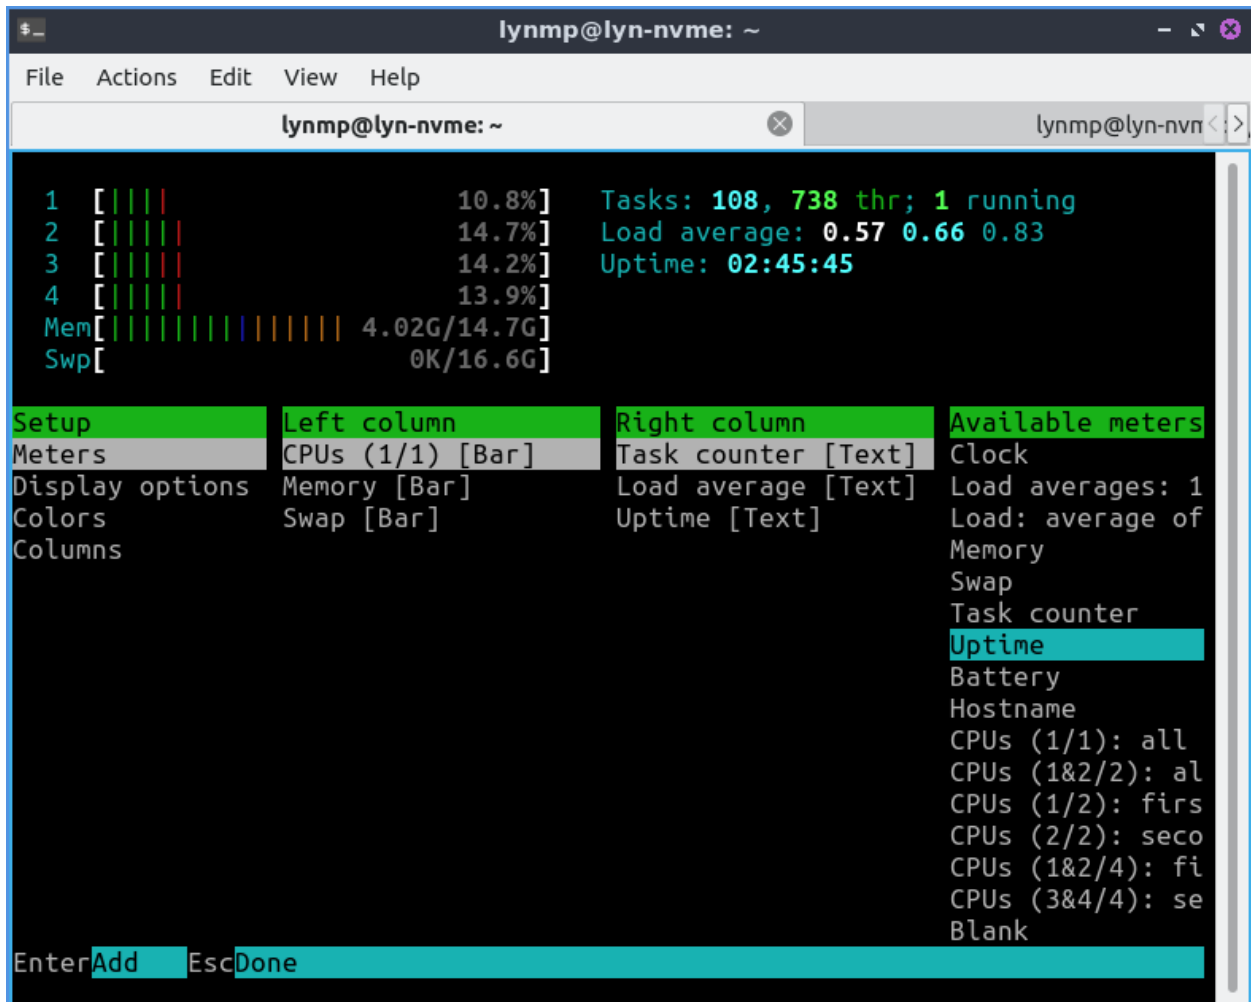 $_ lynmp@lyn-nvme: ~
File Actions Edit View Help
lynmp@lyn-nvme: ~ lynmp@lyn-nvm
1 [|||| 10.8%] Tasks: 108, 738 thr; 1 running
2 [||||| 14.7%] Load average: 0.57 0.66 0.83
3 [||||| 14.2%] Uptime: 02:45:45
4 [||||| 13.9%]
Mem[||||||||||||||| 4.02G/14.7G]
Swp[ 0K/16.6G]
Setup Left column Right column Available meters
Meters CPUs (1/1) [Bar] Task counter [Text] Clock
Display options Memory [Bar] Load average [Text] Load averages: 1
Colors Swap [Bar] Uptime [Text] Load: average of
Columns Memory
Swap
Task counter
Uptime
Battery
Hostname
CPUs (1/1): all
CPUs (1&2/2): al
CPUs (1/2): firs
CPUs (2/2): seco
CPUs (1&2/4): fi
CPUs (3&4/4): se
Blank
EnterAdd EscDone